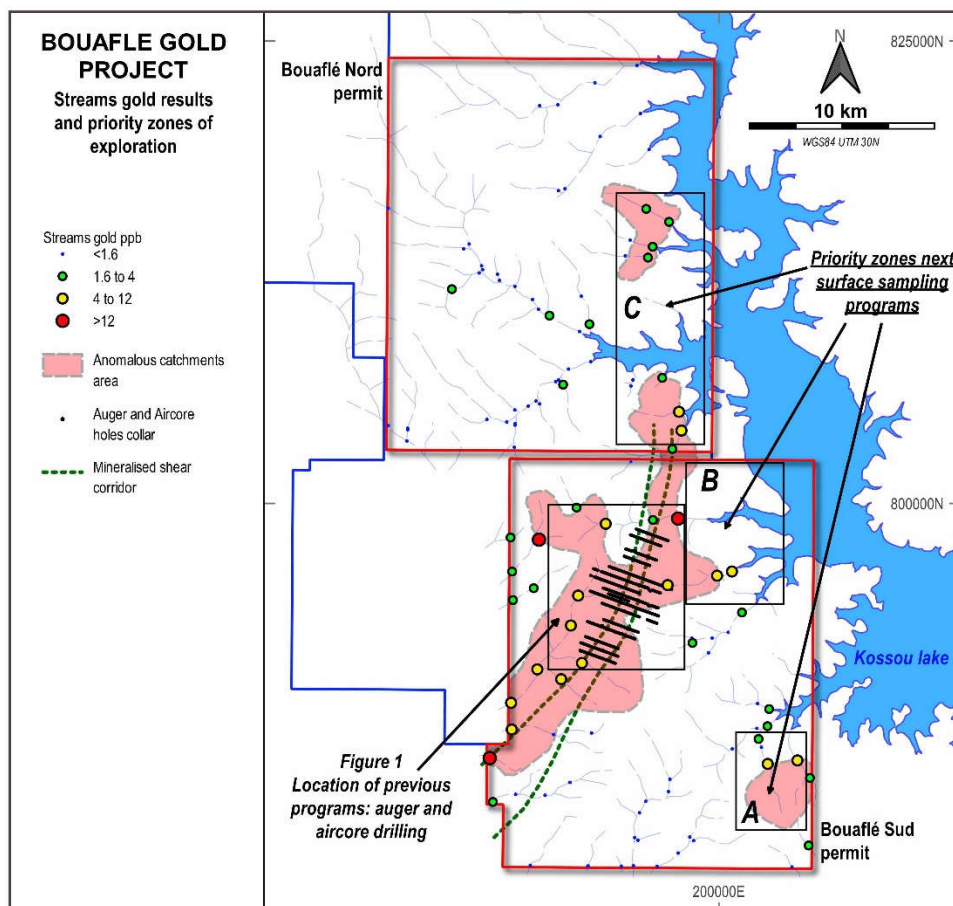 BOUAFLE GOLD
PROJECT
Streams gold results
and priority zones of
exploration
Streams gold ppb
<1.6
1.6 to 4
4 to 12
>12
Anomalous catchments
area
Auger and Aircore
holes collar
Mineralised shear
corridor
Bouaflé Nord
permit
825000N
N
10 km
WGS84 UTM 30N
Priority zones next
surface sampling
programs
C
B
800000N
Kossou lake
Figure 1
Location of previous
programs: auger and
aircore drilling
A
Bouaflé Sud
permit
200000E